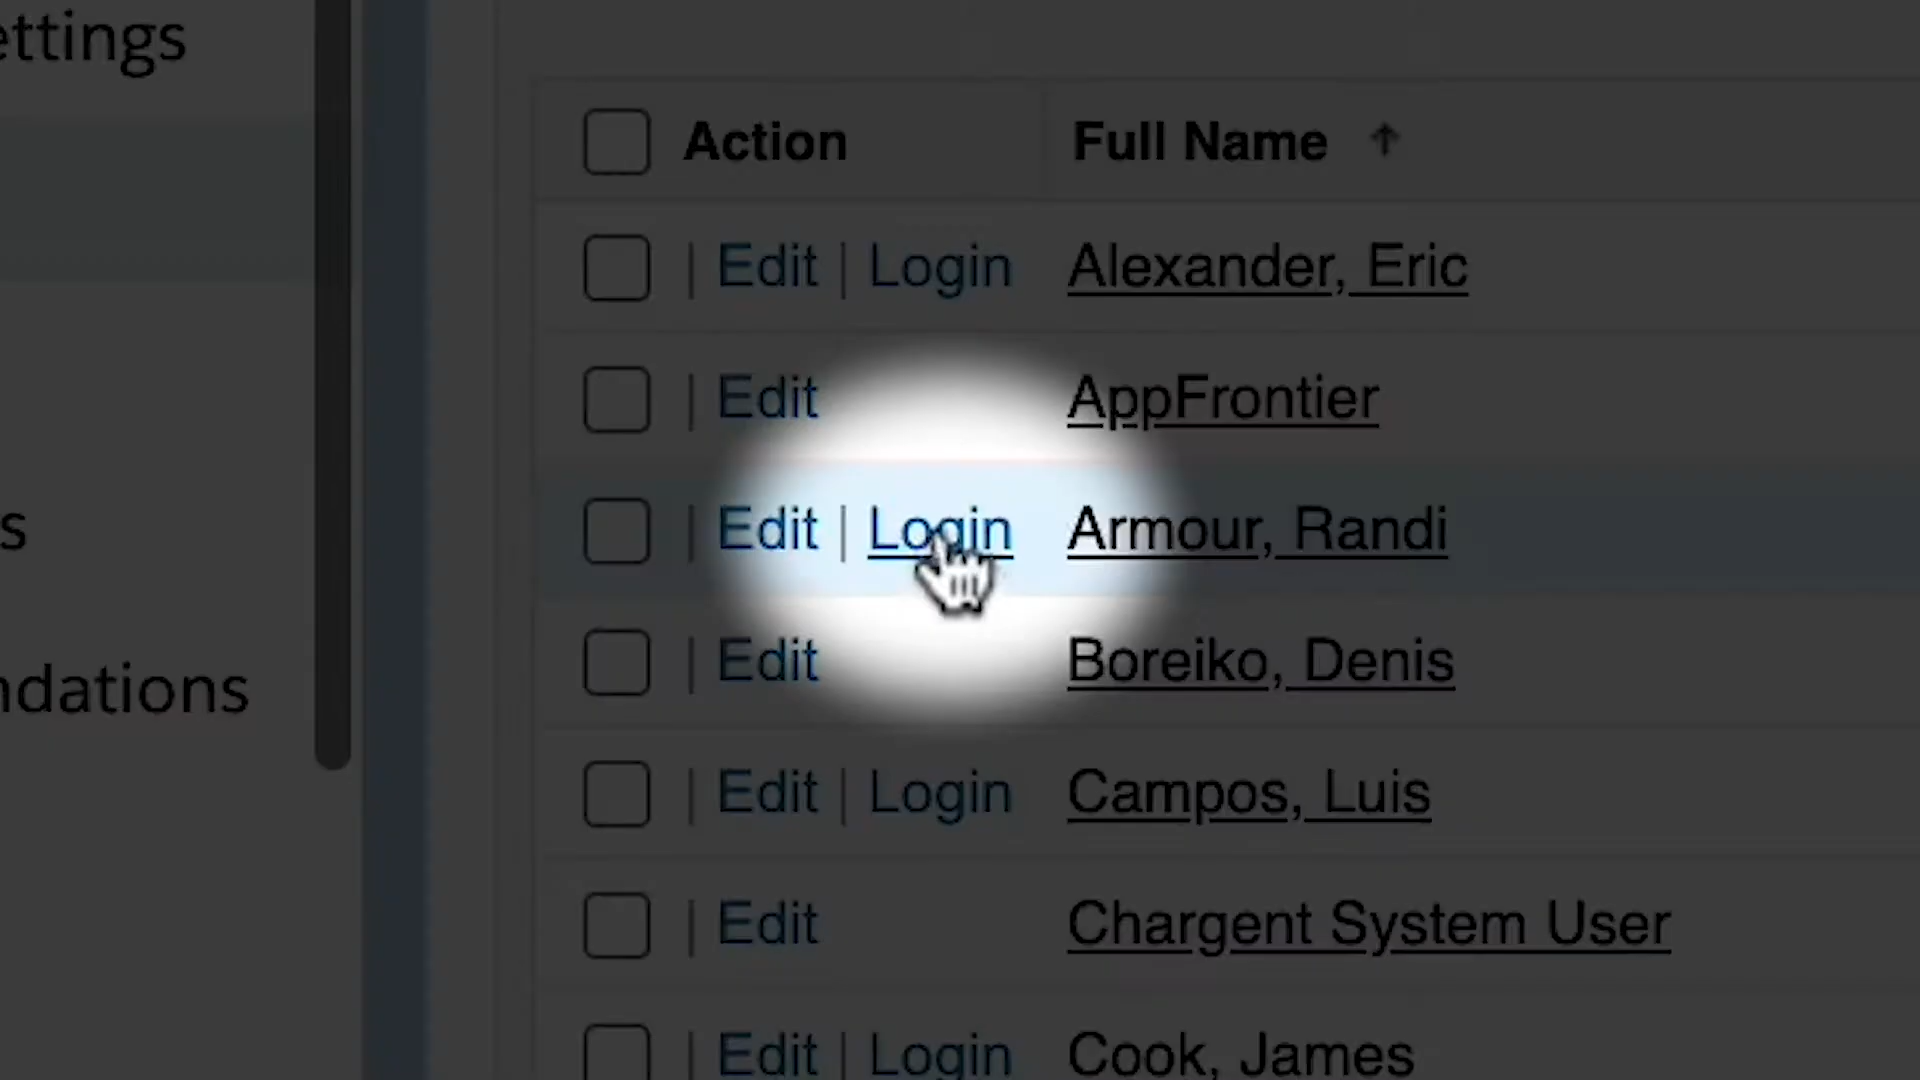 ettings
Action Full Name ↑
| Edit | Login Alexander, Eric
| Edit AppFrontier
| Edit | Login Armour, Randi
s
| Edit Boreiko, Denis
ndations
| Edit | Login Campos, Luis
| Edit Chargent System User
| Edit | Login Cook, James